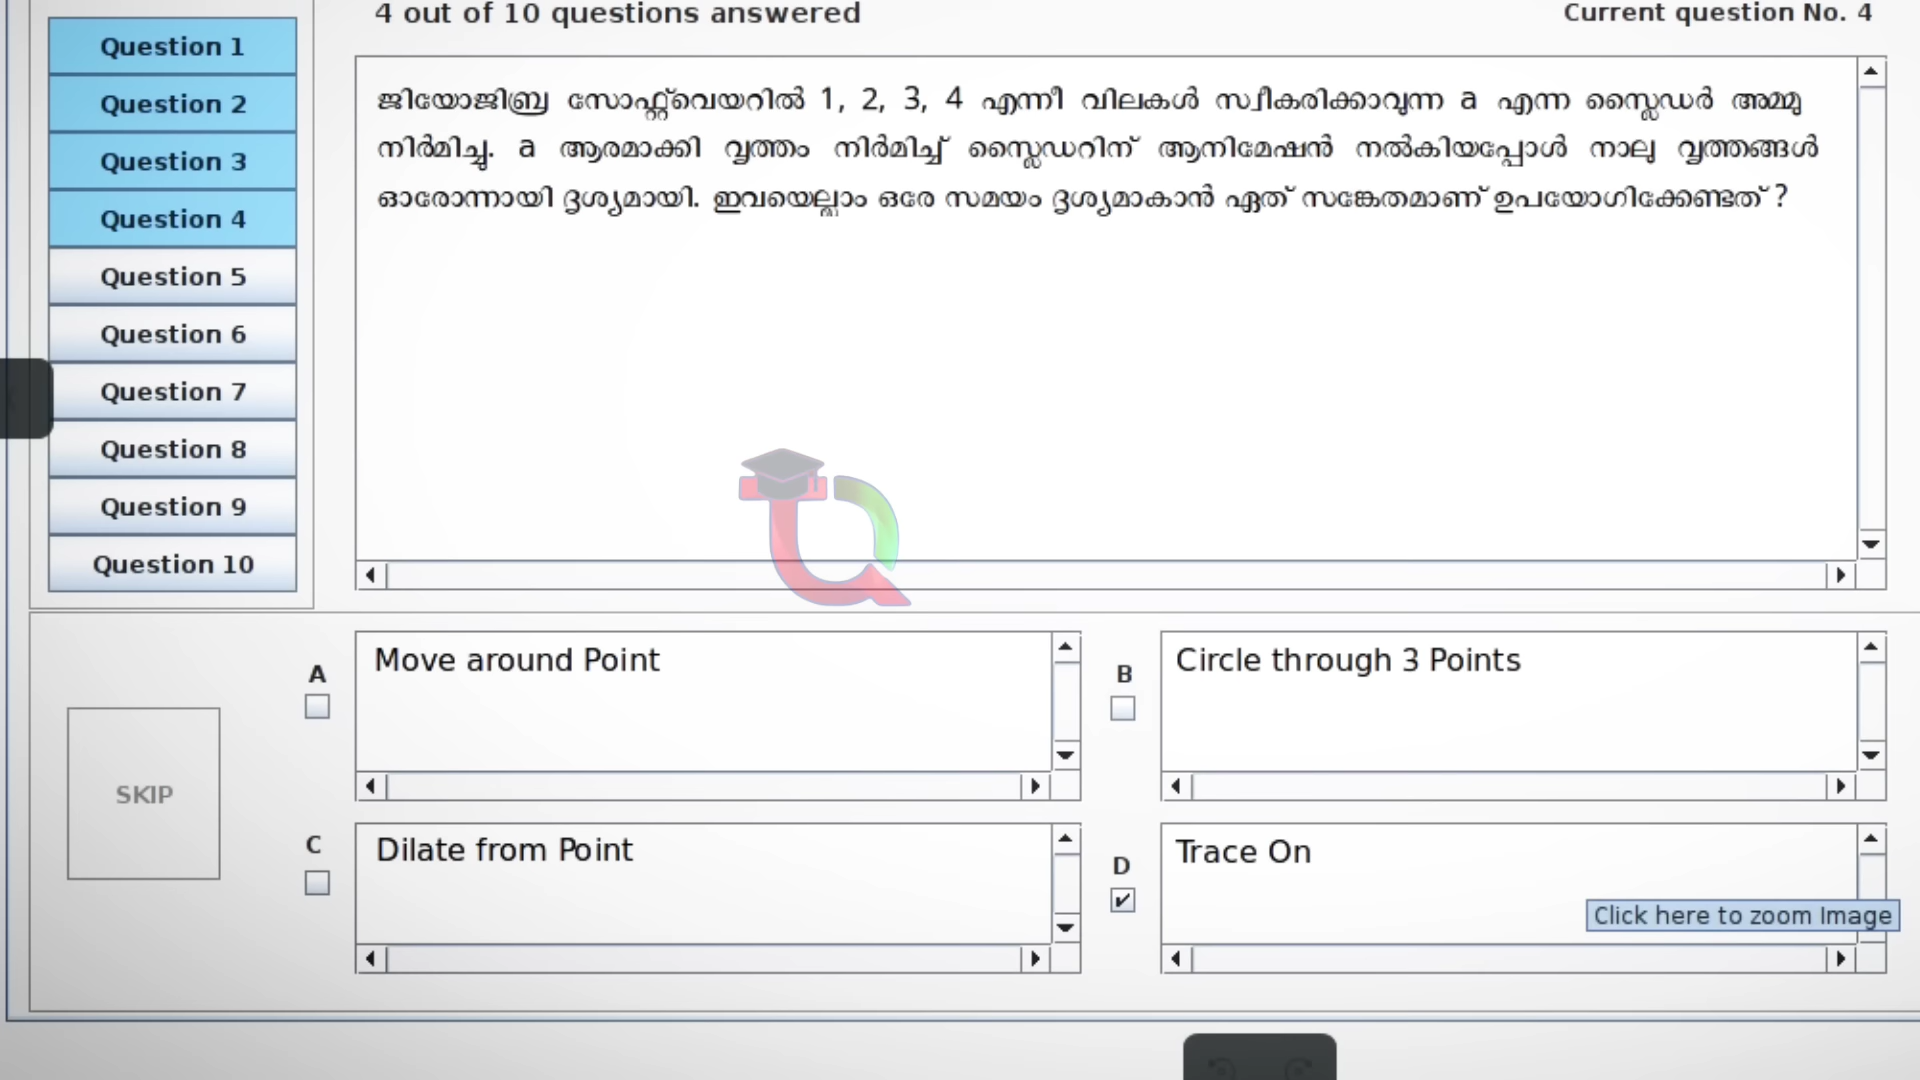 4 out of 10 questions answered
Current question No. 4
Question 1
Question 2
Question 3
Question 4
Question 5
Question 6
Question 7
Question 8
Question 9
Question 10
ജിയോജിബ്ര സോഫ്റ്റ്‌വെയറിൽ 1, 2, 3, 4 എന്നീ വിലകൾ സ്വീകരിക്കാവുന്ന a എന്ന സ്ലൈഡർ അമ്മു
നിർമിച്ചു. a ആരമാക്കി വൃത്തം നിർമിച്ച് സ്ലൈഡറിന് ആനിമേഷൻ നൽകിയപ്പോൾ നാലു വൃത്തങ്ങൾ
ഓരോന്നായി ദൃശ്യമായി. ഇവയെല്ലാം ഒരേ സമയം ദൃശ്യമാകാൻ ഏത് സങ്കേതമാണ് ഉപയോഗിക്കേണ്ടത് ?
SKIP
A
Move around Point
B
Circle through 3 Points
C
Dilate from Point
D
Trace On
Click here to zoom Image